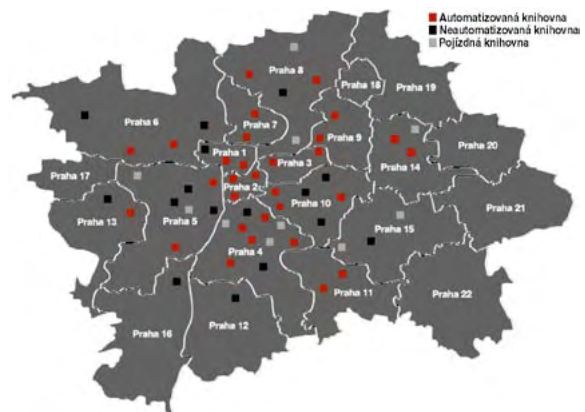 Automatizovaná knihovna
Neautomatizovaná knihovna
Pojízdná knihovna
Praha 8
Praha 18
Praha 19
Praha 6
Praha 7
Praha 9
Praha 1
Praha 3
Praha 20
Praha 17
Praha 2
Praha 14
Praha 10
Praha 21
Praha 13
Praha 5
Praha 15
Praha 4
Praha 11
Praha 22
Praha 16
Praha 12